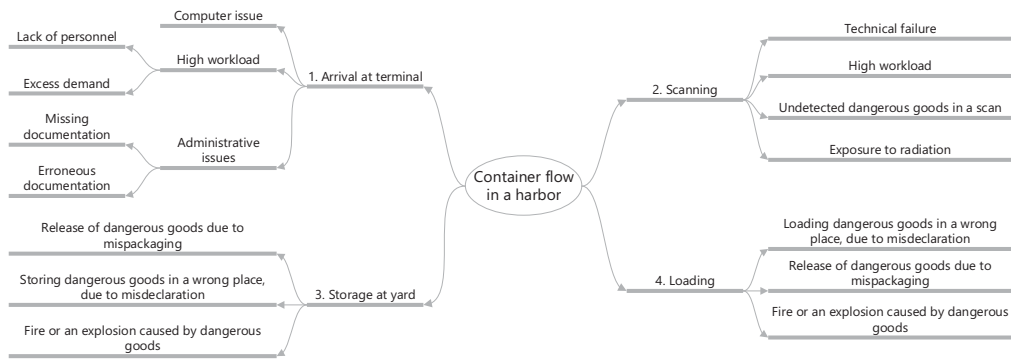 Container flow
in a harbor
1. Arrival at terminal
Computer issue
High workload
Lack of personnel
Excess demand
Administrative
issues
Missing
documentation
Erroneous
documentation
2. Scanning
Technical failure
High workload
Undetected dangerous goods in a scan
Exposure to radiation
3. Storage at yard
Release of dangerous goods due to
mispackaging
Storing dangerous goods in a wrong place,
due to misdeclaration
Fire or an explosion caused by dangerous
goods
4. Loading
Loading dangerous goods in a wrong
place, due to misdeclaration
Release of dangerous goods due to
mispackaging
Fire or an explosion caused by dangerous
goods